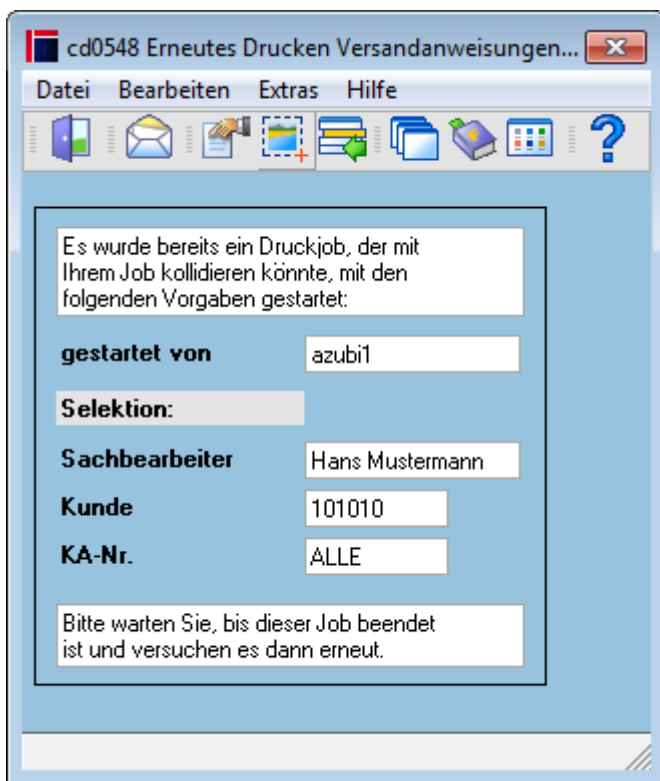 cd0548 Erneutes Drucken Versandanweisungen...
Datei Bearbeiten Extras Hilfe
Es wurde bereits ein Druckjob, der mit
Ihrem Job kollidieren könnte, mit den
folgenden Vorgaben gestartet:
gestartet von azubi1
Selektion:
Sachbearbeiter Hans Mustermann
Kunde 101010
KA-Nr. ALLE
Bitte warten Sie, bis dieser Job beendet
ist und versuchen es dann erneut.